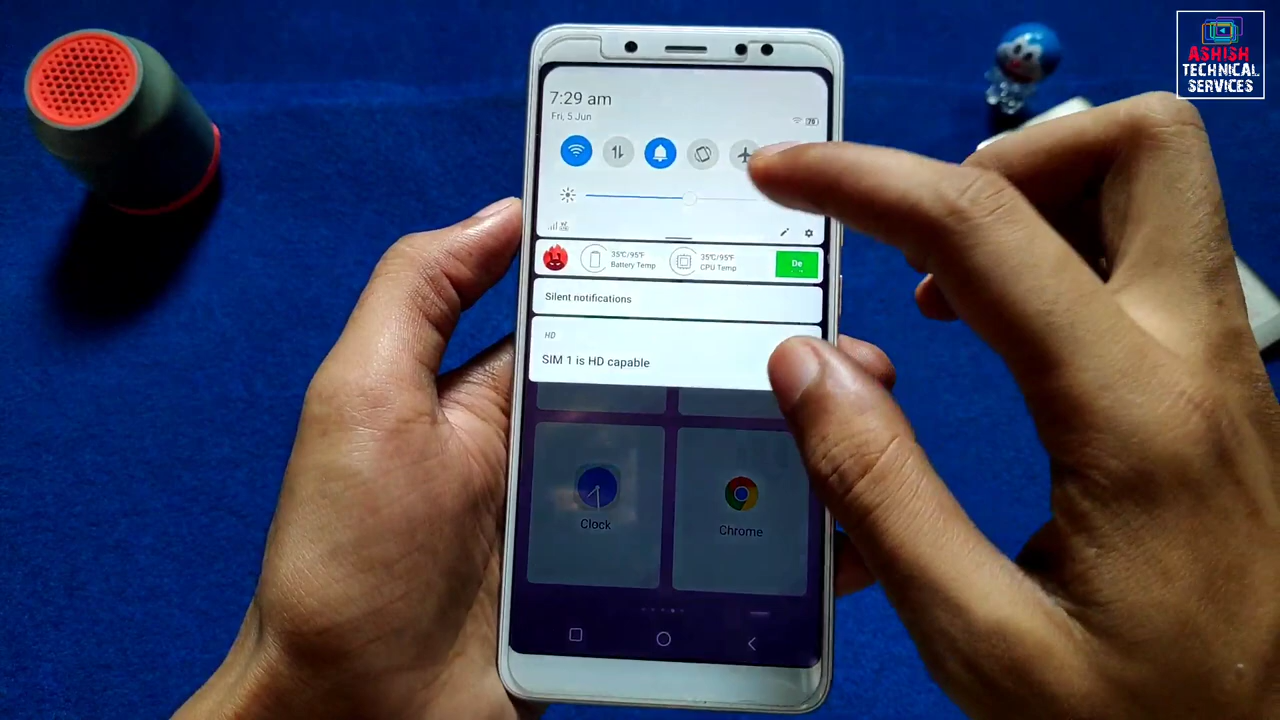 ASHISH
TECHNICAL
SERVICES
7:29 am
Fri, 5 Jun
35℃/95℉
Battery Temp
35℃/95℉
CPU Temp
De
Silent notifications
HD
SIM 1 is HD capable
Clock
Chrome